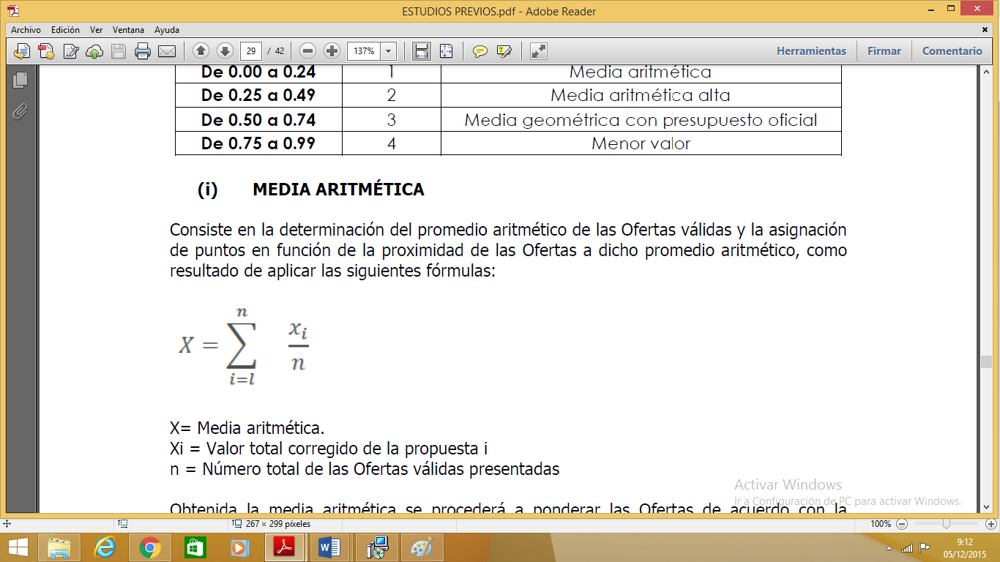 ESTUDIOS PREVIOS.pdf - Adobe Reader
Archivo Edición Ver Ventana Ayuda
29 / 42 137% Herramientas Firmar Comentario
De 0.00 a 0.24 1 Media aritmética
De 0.25 a 0.49 2 Media aritmética alta
De 0.50 a 0.74 3 Media geométrica con presupuesto oficial
De 0.75 a 0.99 4 Menor valor
(i) MEDIA ARITMÉTICA
Consiste en la determinación del promedio aritmético de las Ofertas válidas y la asignación
de puntos en función de la proximidad de las Ofertas a dicho promedio aritmético, como
resultado de aplicar las siguientes fórmulas:
n
X = ∑ xi / n
i=l
X= Media aritmética.
Xi = Valor total corregido de la propuesta i
n = Número total de las Ofertas válidas presentadas
Activar Windows
Ir a Configuración de PC para activar Windows.
Obtenida la media aritmética se procederá a ponderar las Ofertas de acuerdo con la
267 × 299 píxeles 100%
9:12
05/12/2015